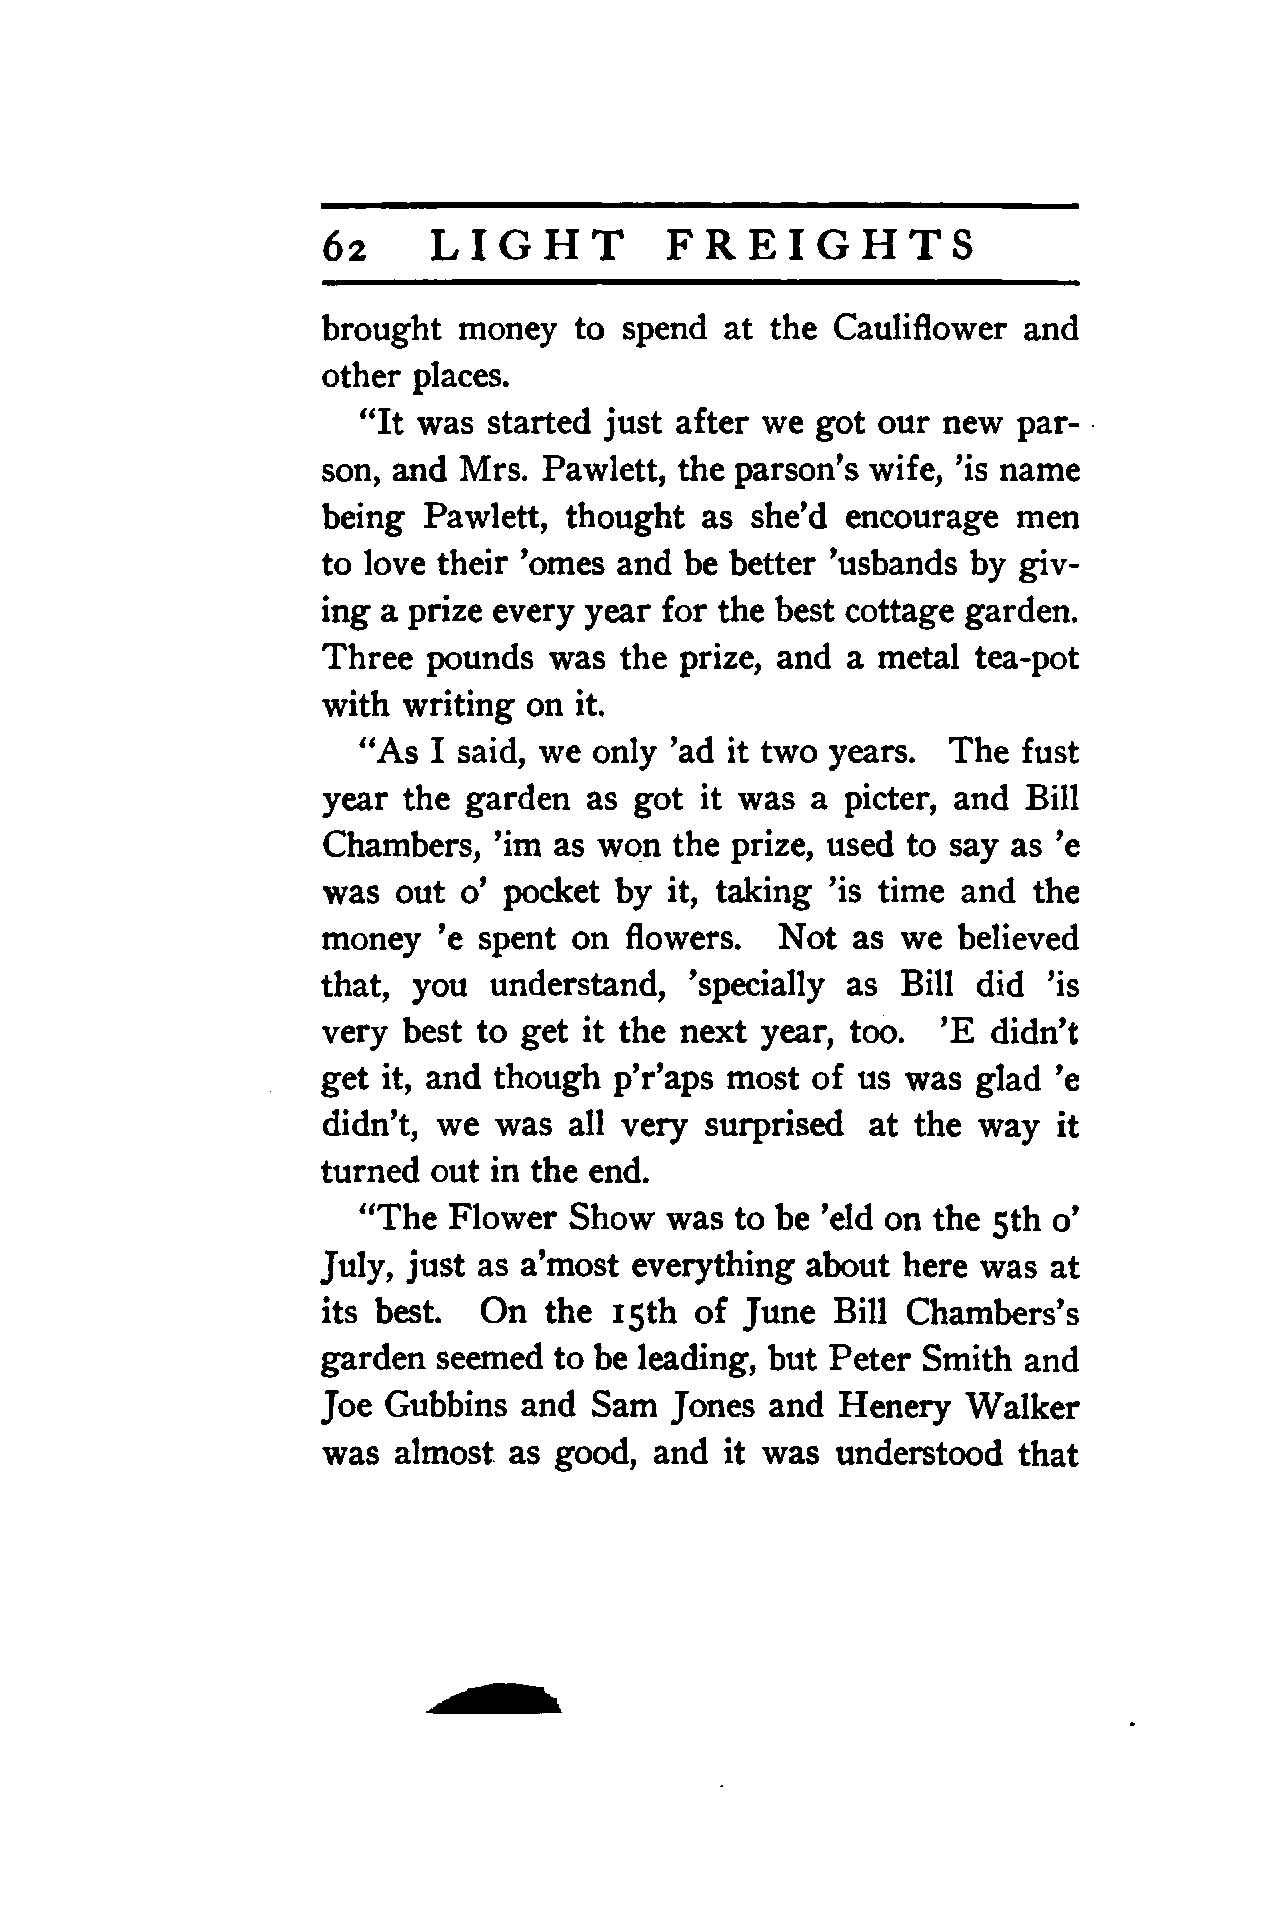 62 LIGHT FREIGHTS
brought money to spend at the Cauliflower and
other places.
“It was started just after we got our new par-
son, and Mrs. Pawlett, the parson’s wife, ’is name
being Pawlett, thought as she’d encourage men
to love their ’omes and be better ’usbands by giv-
ing a prize every year for the best cottage garden.
Three pounds was the prize, and a metal tea-pot
with writing on it.
“As I said, we only ’ad it two years. The fust
year the garden as got it was a picter, and Bill
Chambers, ’im as won the prize, used to say as ’e
was out o’ pocket by it, taking ’is time and the
money ’e spent on flowers. Not as we believed
that, you understand, ’specially as Bill did ’is
very best to get it the next year, too. ’E didn’t
get it, and though p’r’aps most of us was glad ’e
didn’t, we was all very surprised at the way it
turned out in the end.
“The Flower Show was to be ’eld on the 5th o’
July, just as a’most everything about here was at
its best. On the 15th of June Bill Chambers’s
garden seemed to be leading, but Peter Smith and
Joe Gubbins and Sam Jones and Henery Walker
was almost as good, and it was understood that